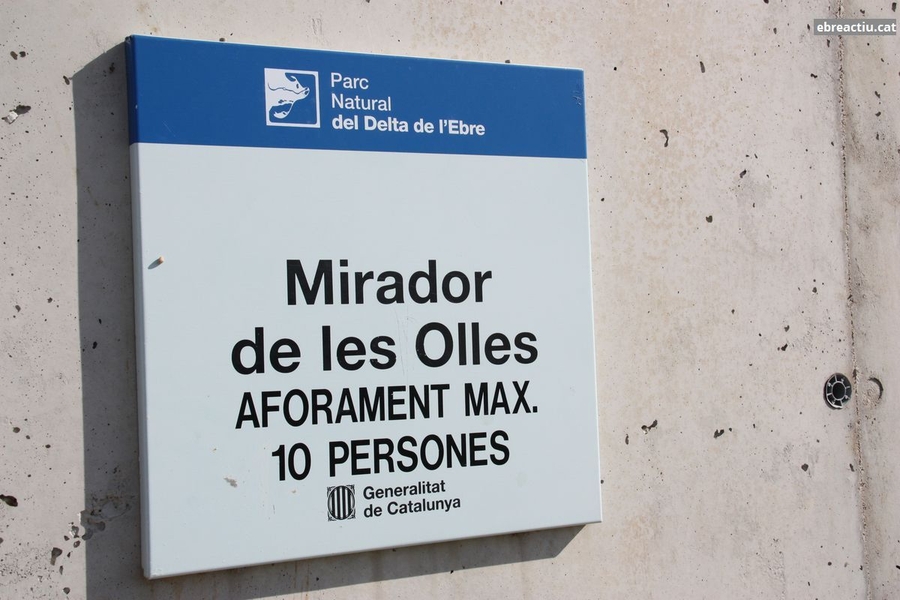 ebreactiu.cat
Parc
Natural
del Delta de l'Ebre
Mirador
de les Olles
AFORAMENT MAX.
10 PERSONES
Generalitat
de Catalunya